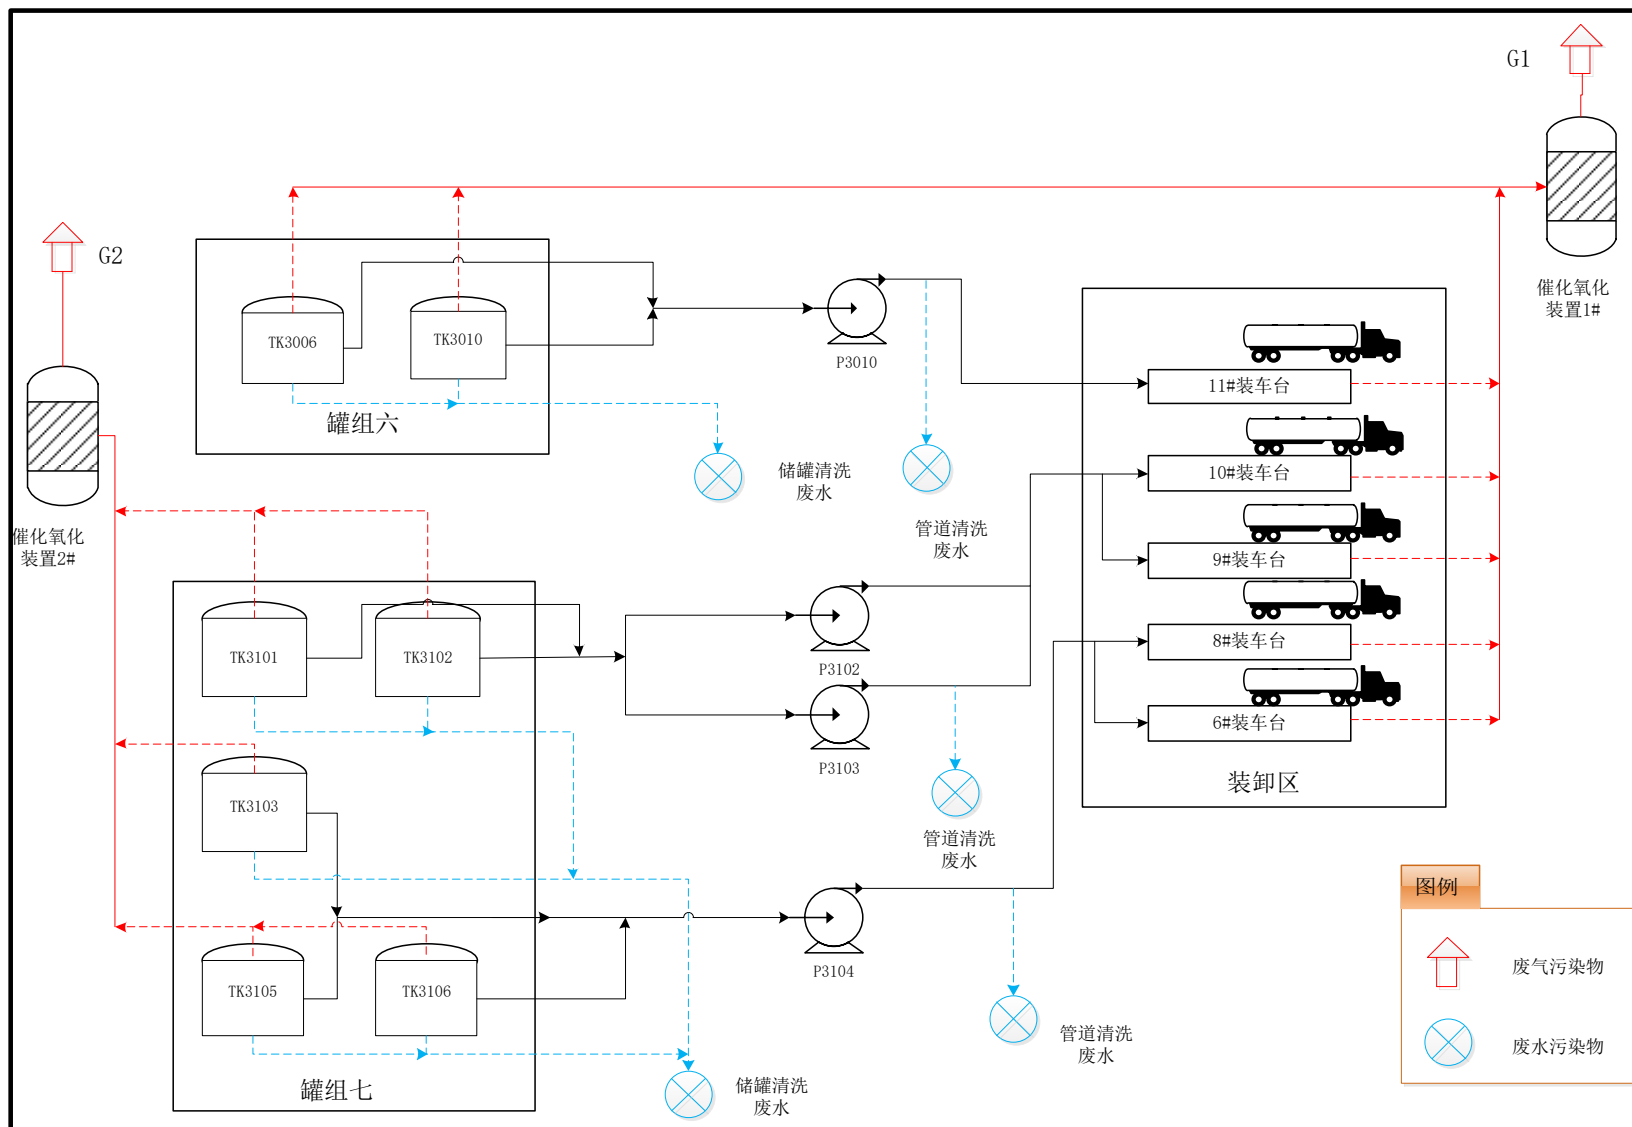 G1
G2
催化氧化
装置1#
TK3006
TK3010
P3010
罐组六
11#装车台
10#装车台
9#装车台
8#装车台
6#装车台
装卸区
储罐清洗
废水
管道清洗
废水
催化氧化
装置2#
TK3101
TK3102
P3102
P3103
TK3103
管道清洗
废水
TK3105
TK3106
P3104
管道清洗
废水
罐组七
储罐清洗
废水
图例
废气污染物
废水污染物